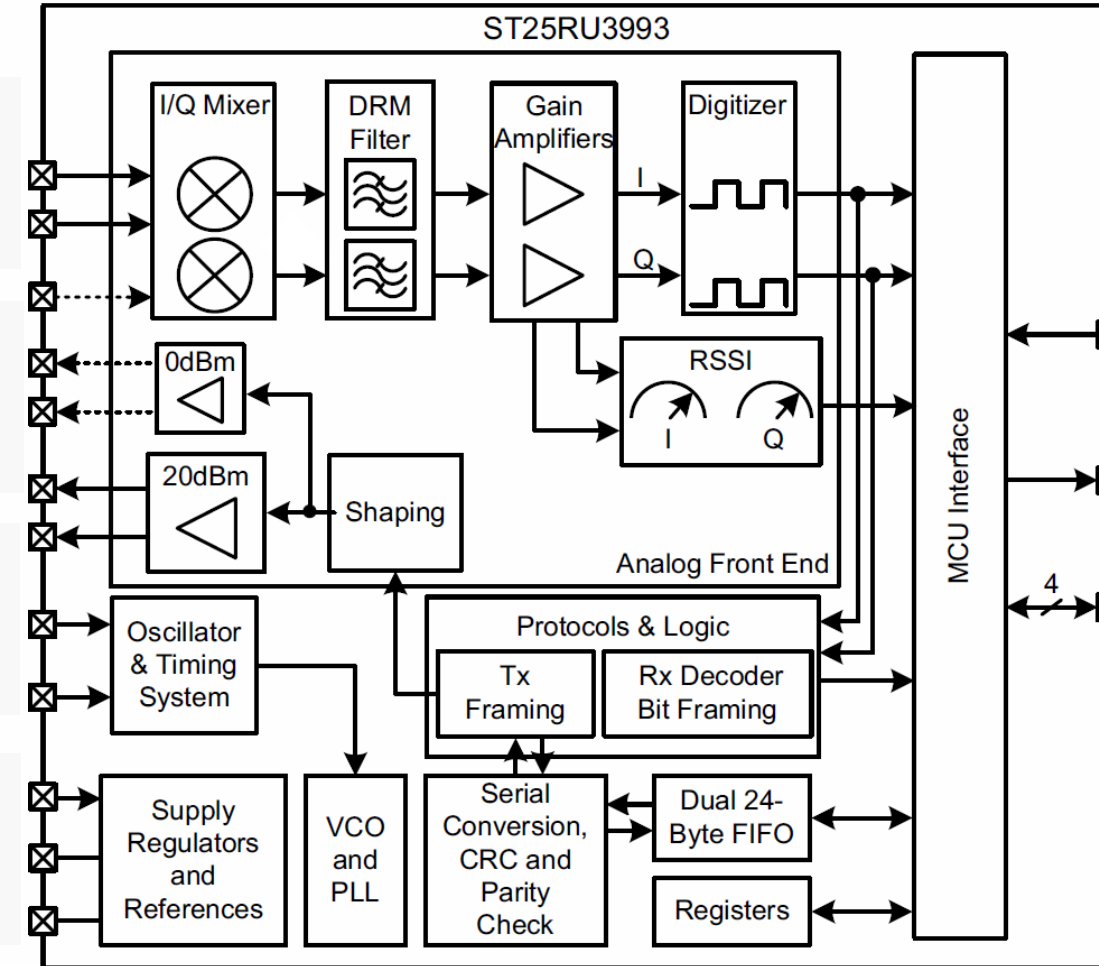 ST25RU3993
I/Q Mixer
DRM
Filter
Gain
Amplifiers
I
Q
Digitizer
RSSI
I
Q
0dBm
20dBm
Shaping
Analog Front End
MCU Interface
4
Oscillator
& Timing
System
Protocols & Logic
Tx
Framing
Rx Decoder
Bit Framing
Supply
Regulators
and
References
VCO
and
PLL
Serial
Conversion,
CRC and
Parity
Check
Dual 24-
Byte FIFO
Registers